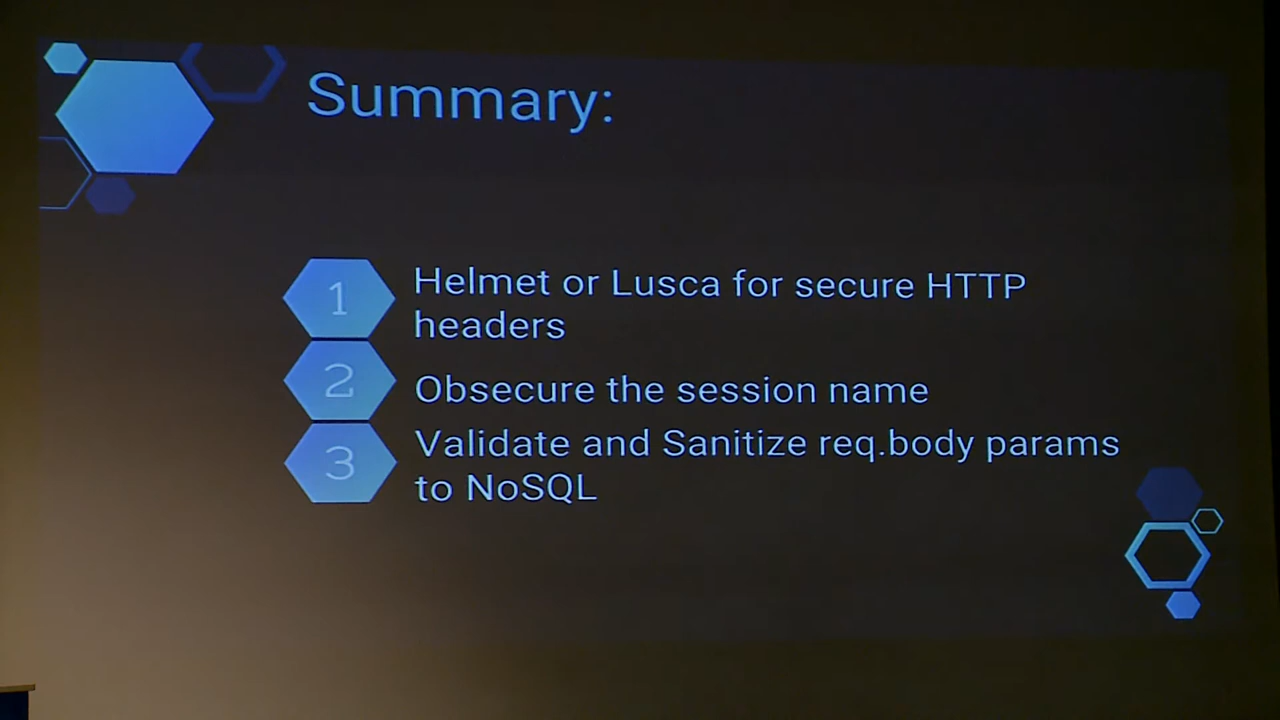 Summary:
1
Helmet or Lusca for secure HTTP
headers
2
Obsecure the session name
3
Validate and Sanitize req.body params
to NoSQL